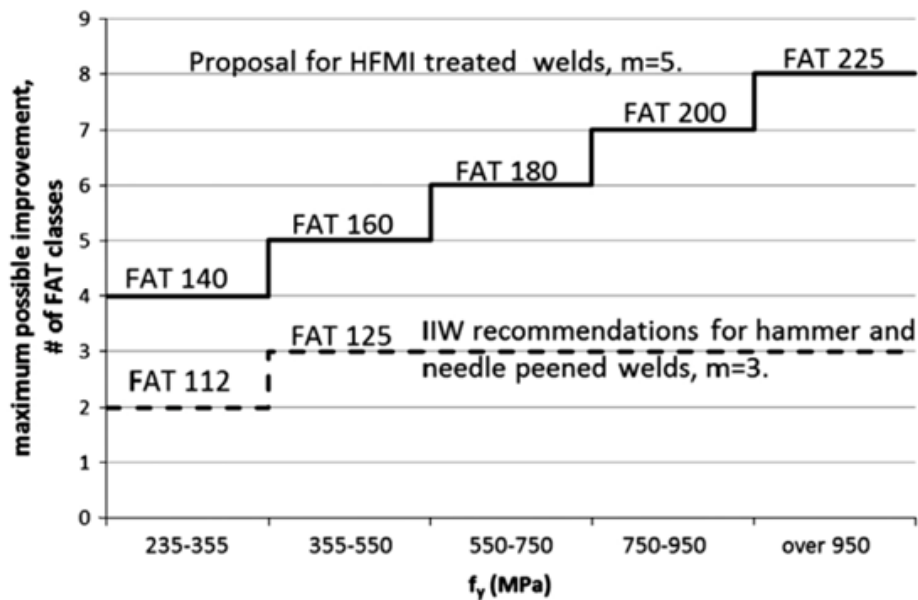 9
Proposal for HFMI treated welds, m=5.
FAT 225
8
FAT 200
7
FAT 180
6
FAT 160
5
FAT 140
4
FAT 125 IIW recommendations for hammer and
3
FAT 112 needle peened welds, m=3.
2
1
0
maximum possible improvement,
# of FAT classes
235-355 355-550 550-750 750-950 over 950
fy (MPa)